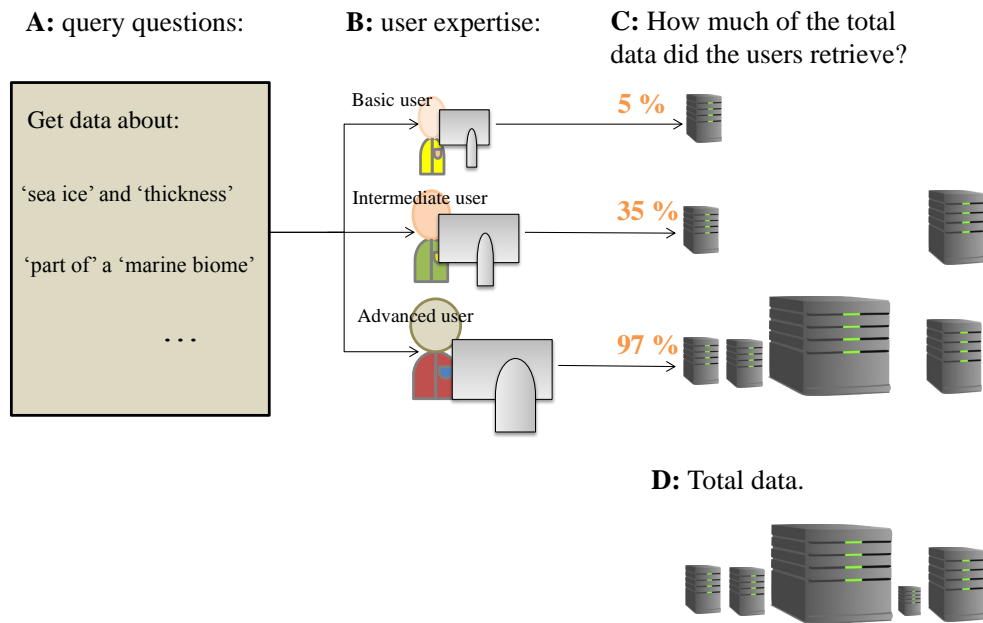 A: query questions:
B: user expertise:
C: How much of the total
data did the users retrieve?
Get data about:
‘sea ice’ and ‘thickness’
‘part of’ a ‘marine biome’
...
Basic user
5 %
Intermediate user
35 %
Advanced user
97 %
D: Total data.